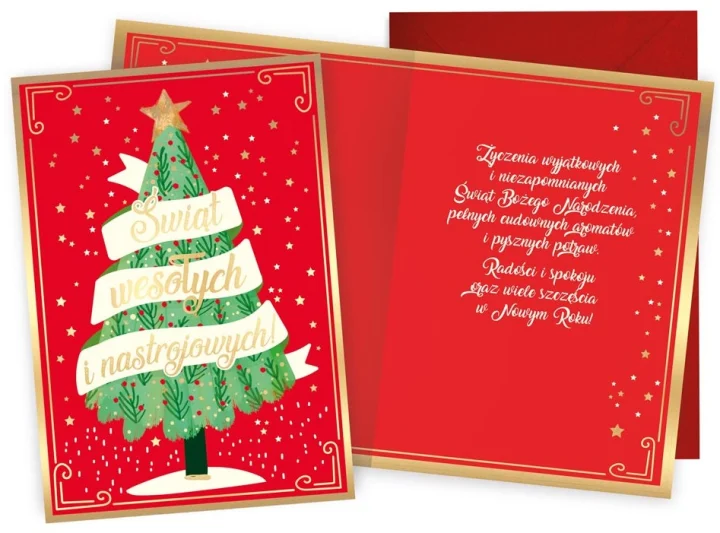 Świąt
wesołych
i nastrojowych!
Życzenia wyjątkowych
i niezapomnianych
Świąt Bożego Narodzenia,
pełnych cudownych aromatów
i pysznych potraw.
Radości i spokoju
oraz wiele szczęścia
w Nowym Roku!